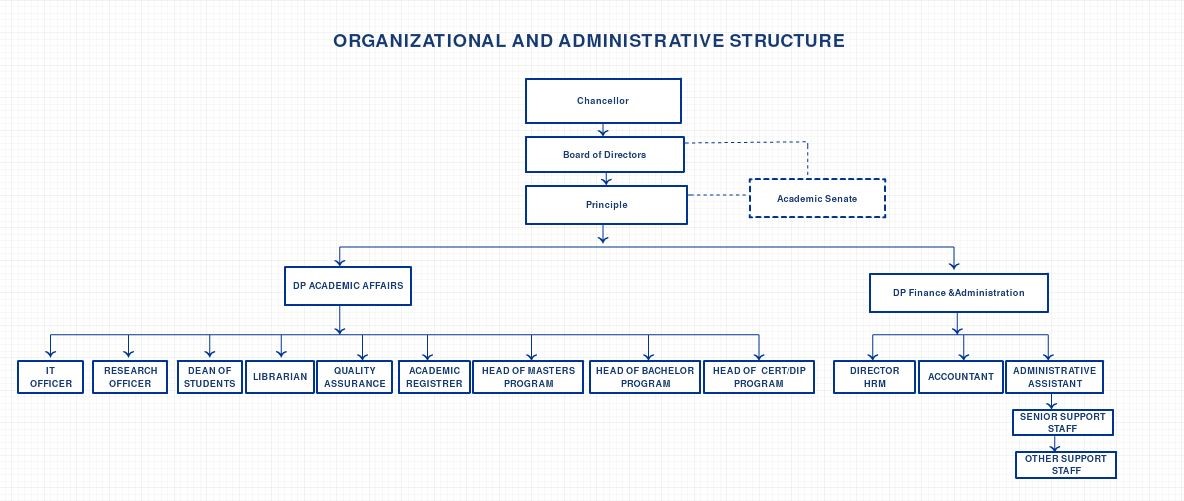 ORGANIZATIONAL AND ADMINISTRATIVE STRUCTURE
Chancellor
Board of Directors
Principle
Academic Senate
DP ACADEMIC AFFAIRS
DP Finance &Administration
IT
OFFICER
RESEARCH
OFFICER
DEAN OF
STUDENTS
LIBRARIAN
QUALITY
ASSURANCE
ACADEMIC
REGISTRER
HEAD OF MASTERS
PROGRAM
HEAD OF BACHELOR
PROGRAM
HEAD OF CERT/DIP
PROGRAM
DIRECTOR
HRM
ACCOUNTANT
ADMINISTRATIVE
ASSISTANT
SENIOR SUPPORT
STAFF
OTHER SUPPORT
STAFF